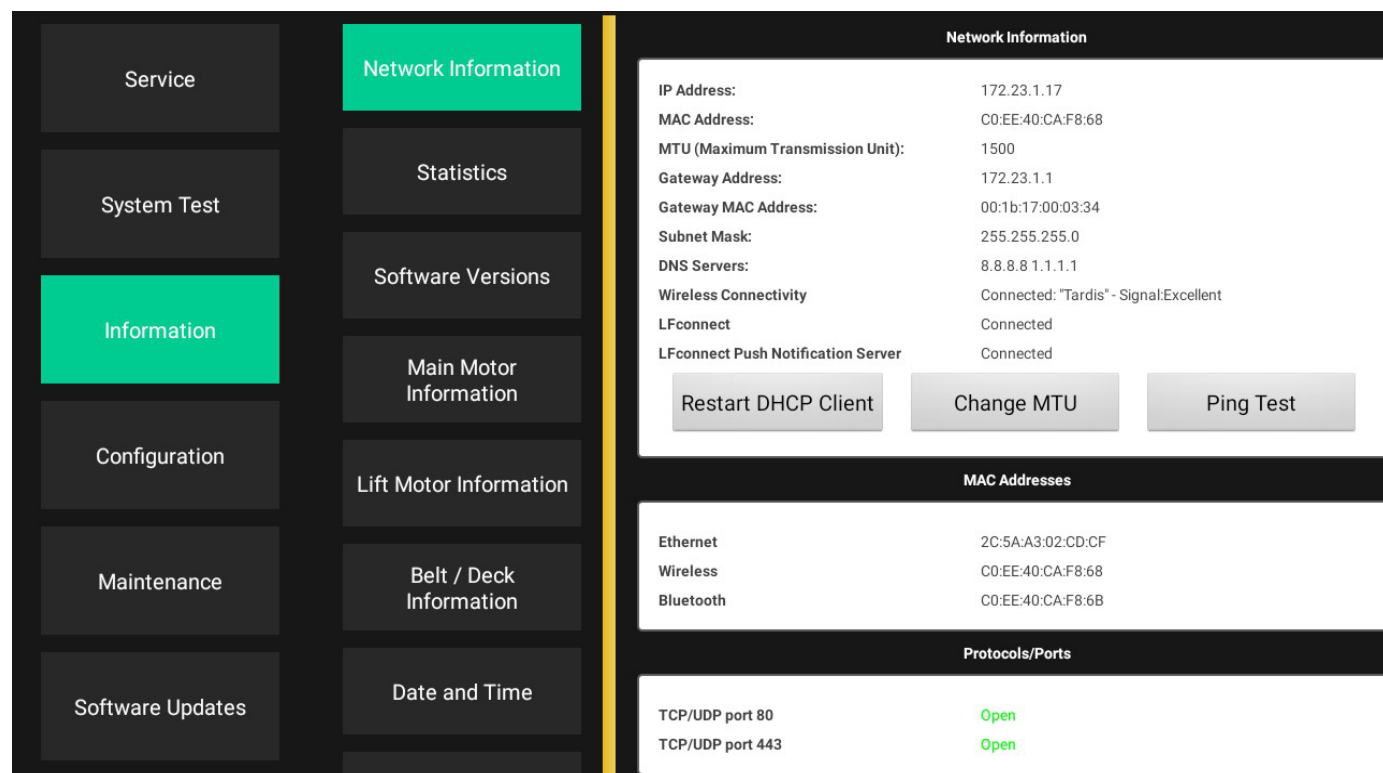 Service
System Test
Information
Configuration
Maintenance
Software Updates
Network Information
Statistics
Software Versions
Main Motor
Information
Lift Motor Information
Belt / Deck
Information
Date and Time
Network Information
IP Address: 172.23.1.17
MAC Address: C0:EE:40:CA:F8:68
MTU (Maximum Transmission Unit): 1500
Gateway Address: 172.23.1.1
Gateway MAC Address: 00:1b:17:00:03:34
Subnet Mask: 255.255.255.0
DNS Servers: 8.8.8.8 1.1.1.1
Wireless Connectivity Connected: "Tardis" - Signal:Excellent
LFconnect Connected
LFconnect Push Notification Server Connected
Restart DHCP Client Change MTU Ping Test
MAC Addresses
Ethernet 2C:5A:A3:02:CD:CF
Wireless C0:EE:40:CA:F8:68
Bluetooth C0:EE:40:CA:F8:6B
Protocols/Ports
TCP/UDP port 80 Open
TCP/UDP port 443 Open